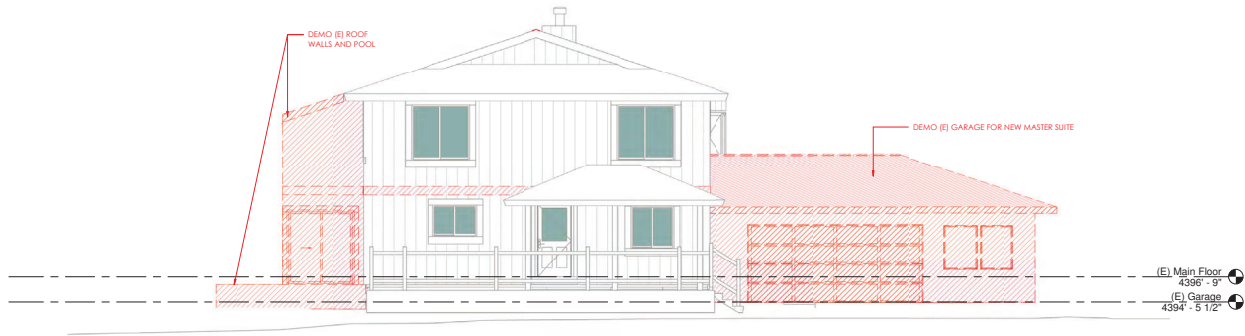 DEMO (E) ROOF
WALLS AND POOL
DEMO (E) GARAGE FOR NEW MASTER SUITE
(E) Main Floor
4396' - 9"
(E) Garage
4394' - 5 1/2"